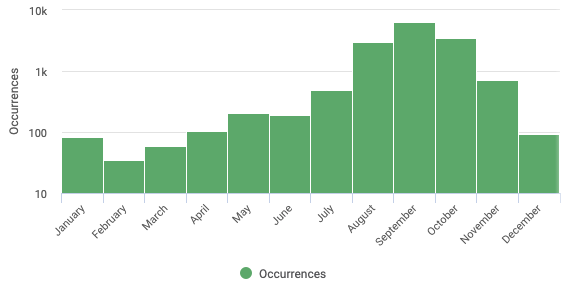 10k
1k
100
10
Occurrences
January
February
March
April
May
June
July
August
September
October
November
December
Occurrences